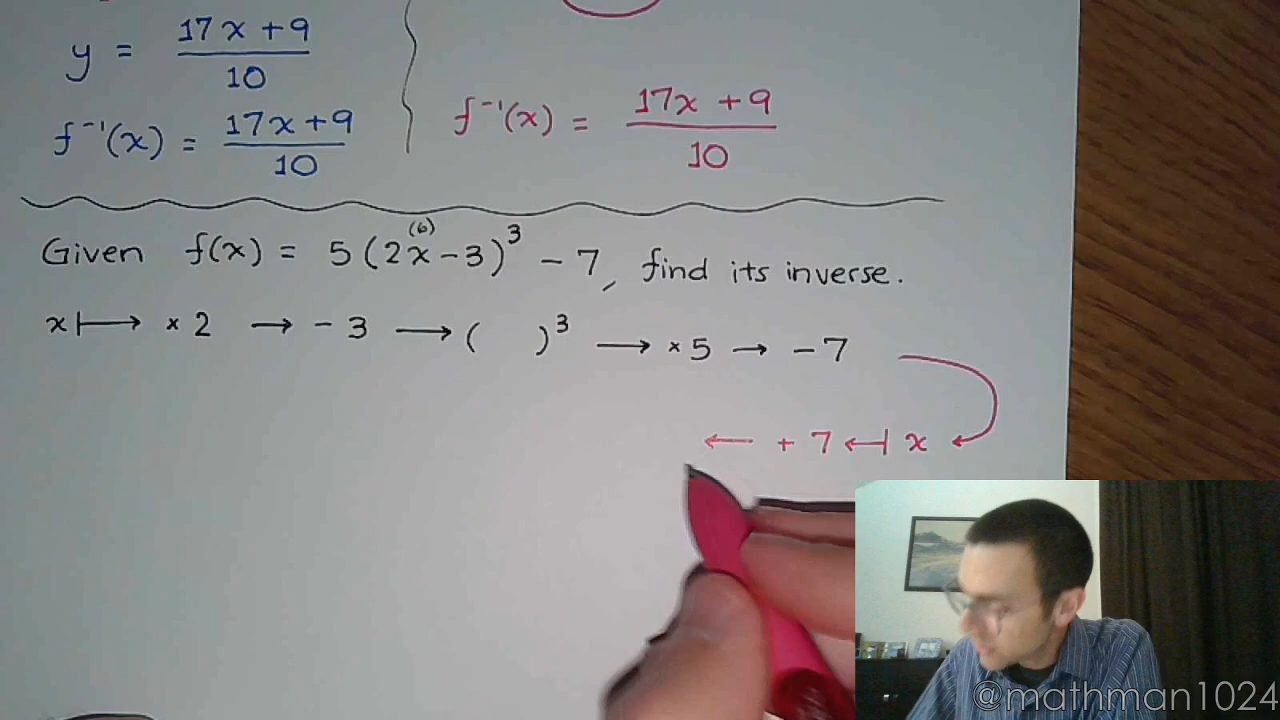 y = 17x + 9 / 10
f⁻¹(x) = 17x + 9 / 10
f⁻¹(x) = 17x + 9 / 10
Given f(x) = 5(2x - 3)³ - 7, find its inverse.
(6)
x ↦ × 2 → - 3 → ( )³ → × 5 → - 7
← + 7 ↤ x
@mathman1024